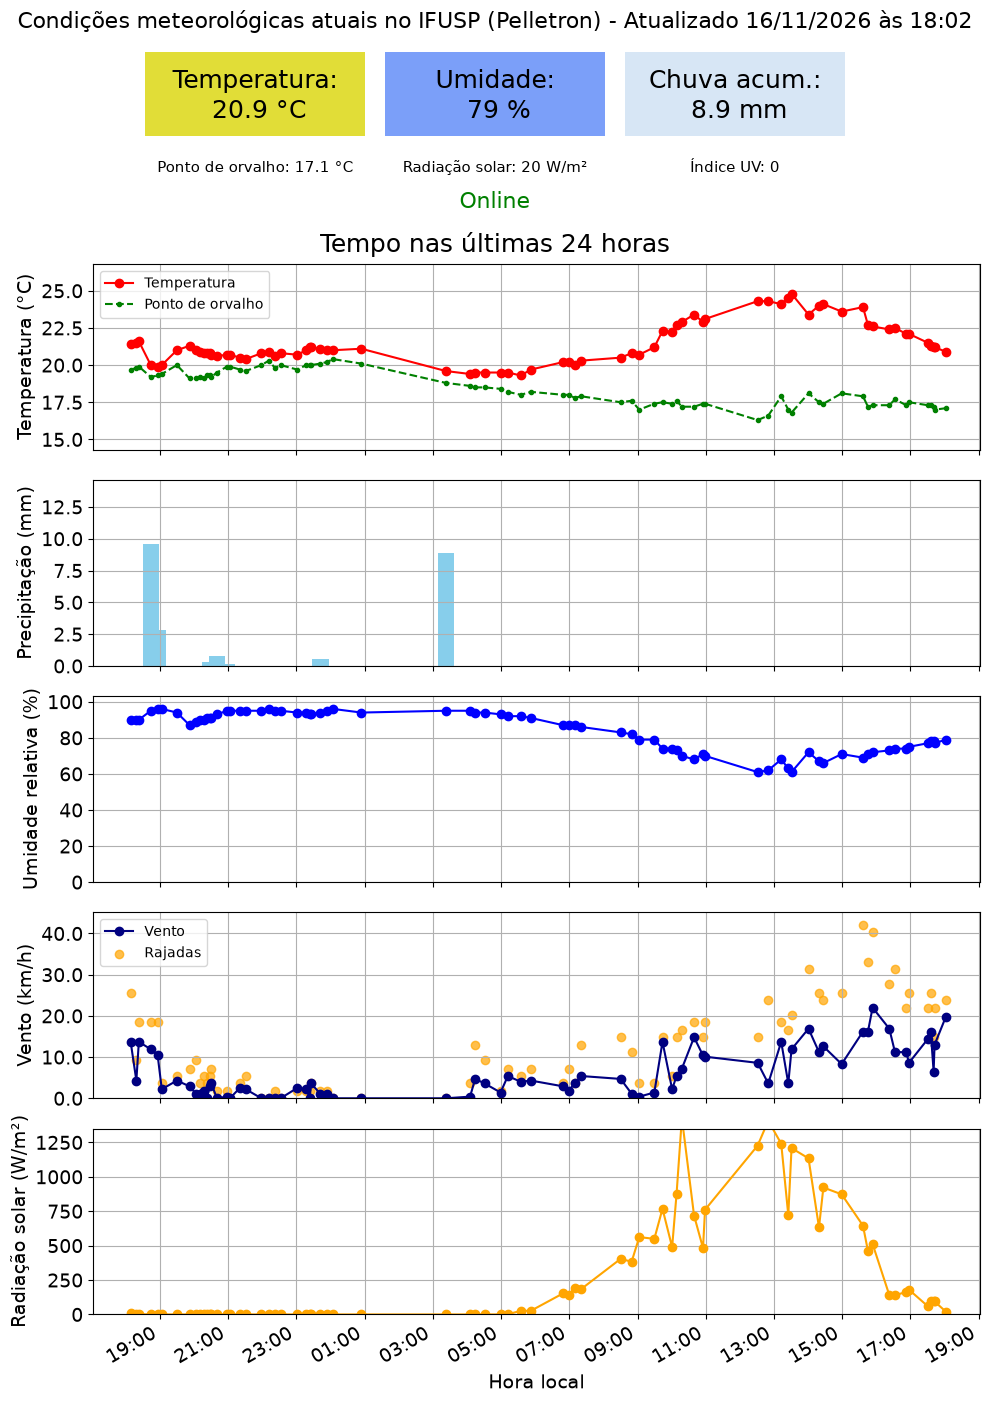 Condições meteorológicas atuais no IFUSP (Pelletron) - Atualizado 16/11/2026 às 18:02
Temperatura:
20.9 °C
Umidade:
79 %
Chuva acum.:
8.9 mm
Ponto de orvalho: 17.1 °C
Radiação solar: 20 W/m²
Índice UV: 0
Online
Tempo nas últimas 24 horas
Temperatura (°C)
25.0
22.5
20.0
17.5
15.0
Temperatura
Ponto de orvalho
Precipitação (mm)
12.5
10.0
7.5
5.0
2.5
0.0
Umidade relativa (%)
100
80
60
40
20
0
Vento (km/h)
40.0
30.0
20.0
10.0
0.0
Vento
Rajadas
Radiação solar (W/m²)
1250
1000
750
500
250
0
19:00
21:00
23:00
01:00
03:00
05:00
07:00
09:00
11:00
13:00
15:00
17:00
19:00
Hora local